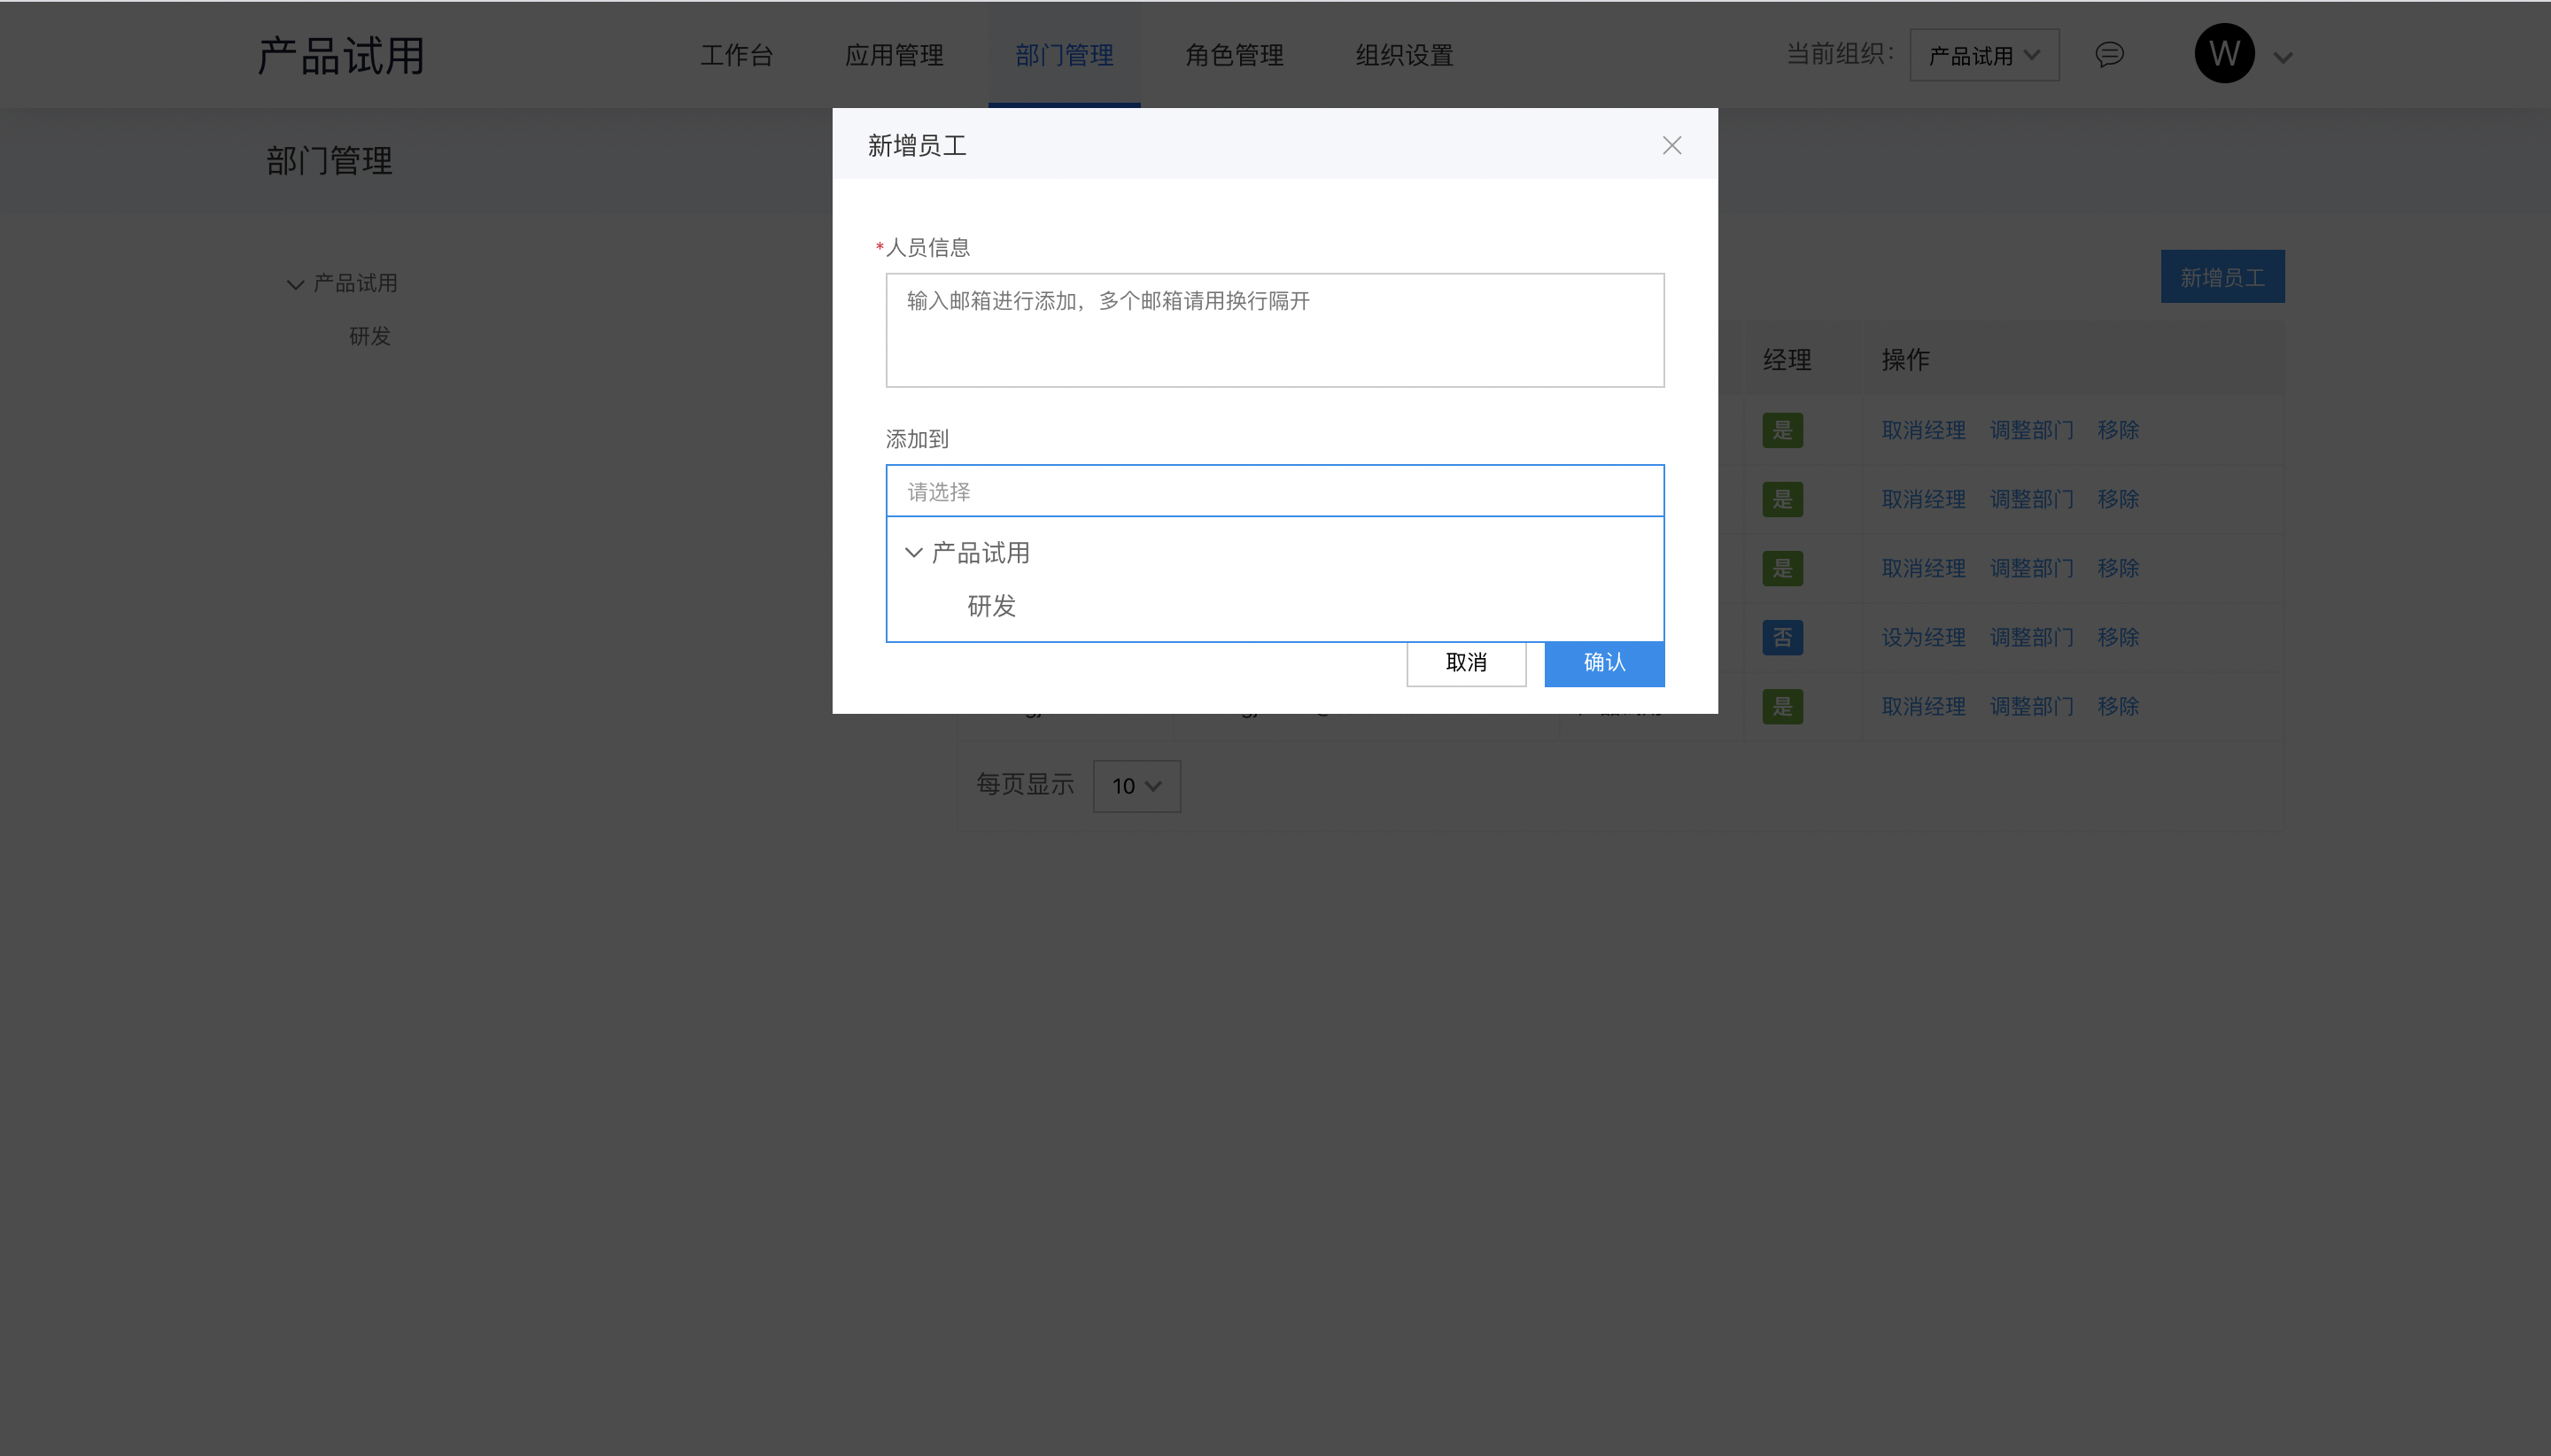 产品试用 工作台 应用管理 部门管理 角色管理 组织设置 当前组织： 产品试用 W
部门管理
新增员工
*人员信息
输入邮箱进行添加，多个邮箱请用换行隔开
添加到
请选择
产品试用
研发
取消 确认
产品试用
研发
新增员工
经理 操作
是 取消经理 调整部门 移除
是 取消经理 调整部门 移除
是 取消经理 调整部门 移除
否 设为经理 调整部门 移除
是 取消经理 调整部门 移除
每页显示 10